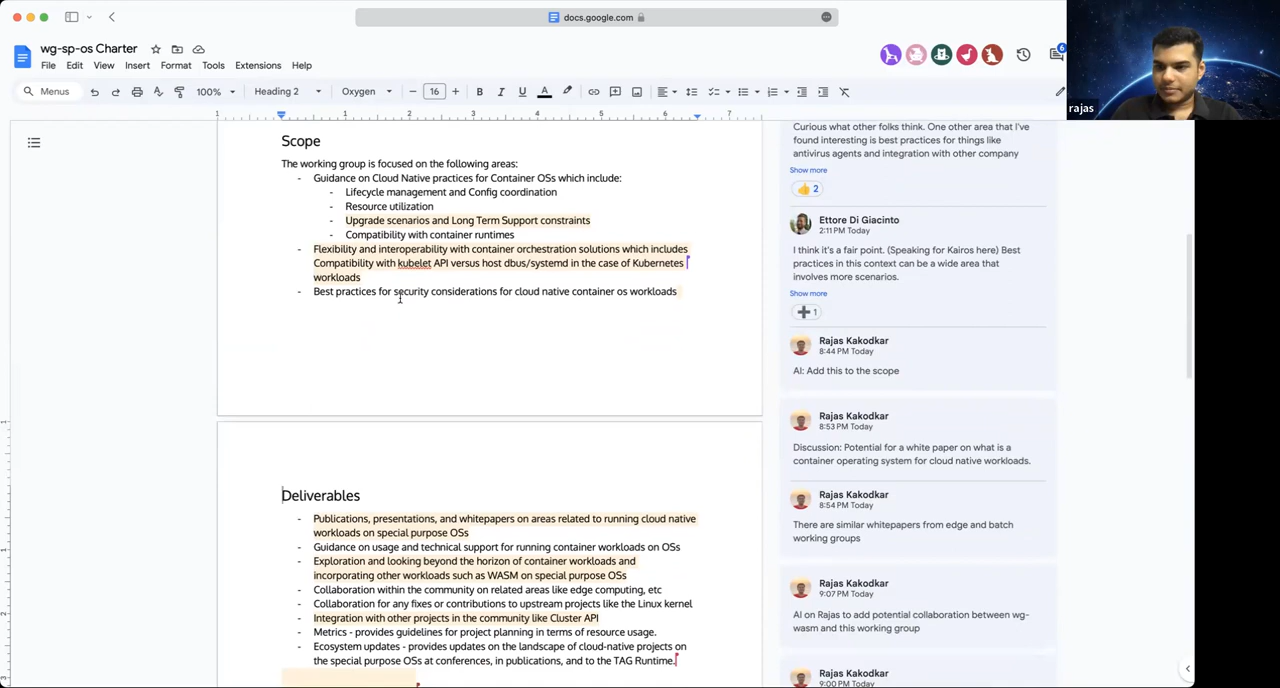 docs.google.com
wg-sp-os Charter
File Edit View Insert Format Tools Extensions Help
6
Menus 100% Heading 2 Oxygen 16 B I U A
rajas
1 1 2 3 4 5 6 7
Scope
The working group is focused on the following areas:
- Guidance on Cloud Native practices for Container OSs which include:
- Lifecycle management and Config coordination
- Resource utilization
- Upgrade scenarios and Long Term Support constraints
- Compatibility with container runtimes
- Flexibility and interoperability with container orchestration solutions which includes
Compatibility with kubelet API versus host dbus/systemd in the case of Kubernetes
workloads
- Best practices for security considerations for cloud native container os workloads
Deliverables
- Publications, presentations, and whitepapers on areas related to running cloud native
workloads on special purpose OSs
- Guidance on usage and technical support for running container workloads on OSs
- Exploration and looking beyond the horizon of container workloads and
incorporating other workloads such as WASM on special purpose OSs
- Collaboration within the community on related areas like edge computing, etc
- Collaboration for any fixes or contributions to upstream projects like the Linux kernel
- Integration with other projects in the community like Cluster API
- Metrics - provides guidelines for project planning in terms of resource usage.
- Ecosystem updates - provides updates on the landscape of cloud-native projects on
the special purpose OSs at conferences, in publications, and to the TAG Runtime.
1
1
2
3
Curious what other folks think. One other area that I've
found interesting is best practices for things like
antivirus agents and integration with other company
Show more
👍 2
Ettore Di Giacinto
2:11 PM Today
I think it's a fair point. (Speaking for Kairos here) Best
practices in this context can be a wide area that
involves more scenarios.
Show more
➕ 1
Rajas Kakodkar
8:44 PM Today
AI: Add this to the scope
Rajas Kakodkar
8:53 PM Today
Discussion: Potential for a white paper on what is a
container operating system for cloud native workloads.
Rajas Kakodkar
8:54 PM Today
There are similar whitepapers from edge and batch
working groups
Rajas Kakodkar
9:07 PM Today
AI on Rajas to add potential collaboration between wg-
wasm and this working group
Rajas Kakodkar
9:00 PM Today